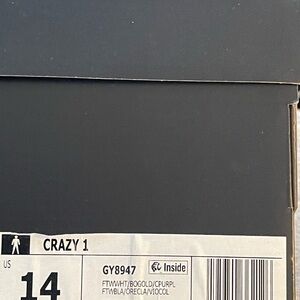 CRAZY 1
US
14
GY8947
Inside
FTWWHT/BOGOLD/CPURPL
FTWBLA/ORECLA/VIOCOL